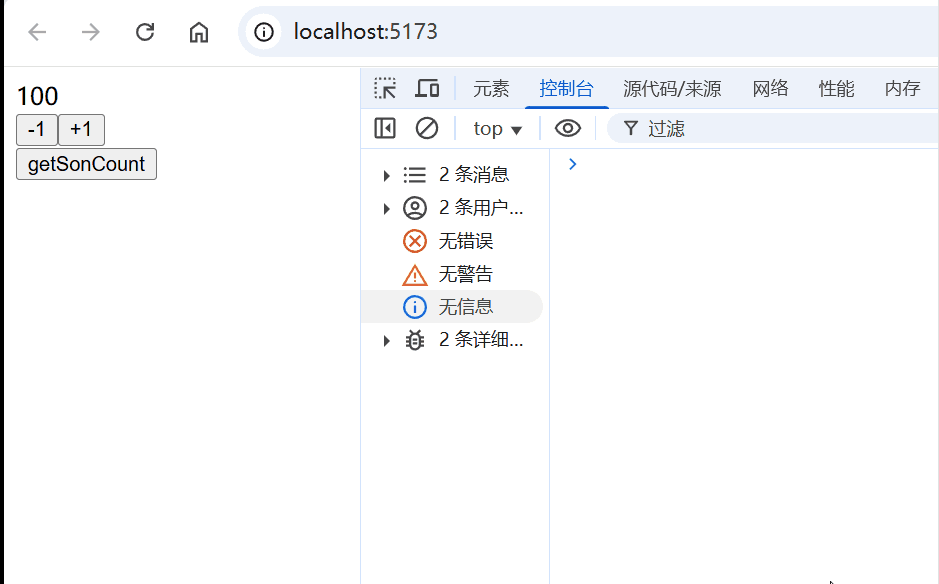 localhost:5173
元素 控制台 源代码/来源 网络 性能 内存
top ▼ 过滤
100
-1 +1
getSonCount
2 条消息
2 条用户...
无错误
无警告
无信息
2 条详细...